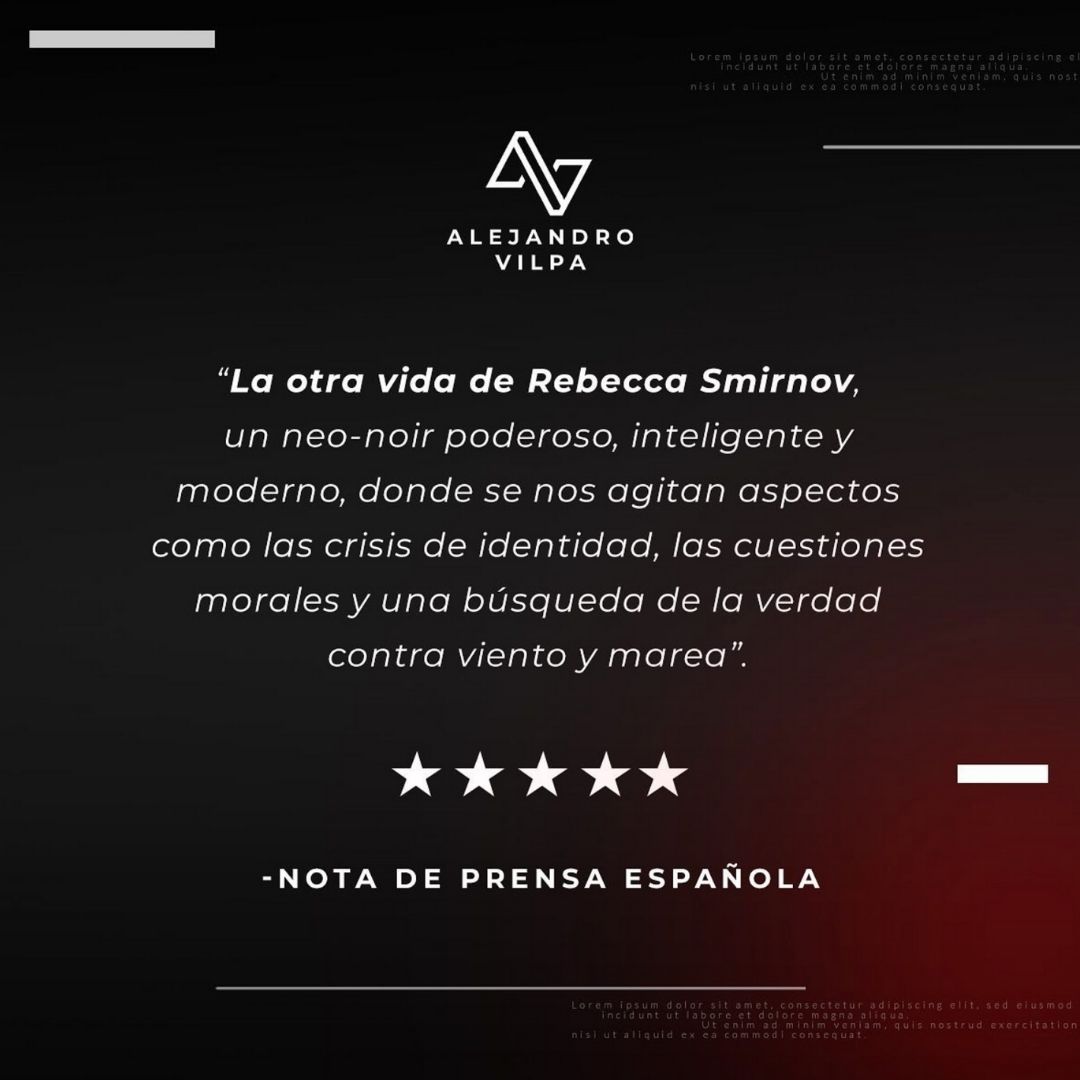 Lorem ipsum dolor sit amet, consectetur adipiscing el
incidunt ut labore et dolore magna aliqua.
Ut enim ad minim veniam, quis nost
nisi ut aliquid ex ea commodi consequat.
ALEJANDRO
VILPA
“La otra vida de Rebecca Smirnov,
un neo-noir poderoso, inteligente y
moderno, donde se nos agitan aspectos
como las crisis de identidad, las cuestiones
morales y una búsqueda de la verdad
contra viento y marea”.
-NOTA DE PRENSA ESPAÑOLA
Lorem ipsum dolor sit amet, consectetur adipiscing elit, sed eiusmod
incidunt ut labore et dolore magna aliqua.
Ut enim ad minim veniam, quis nostrud exercitation
nisi ut aliquid ex ea commodi consequat.